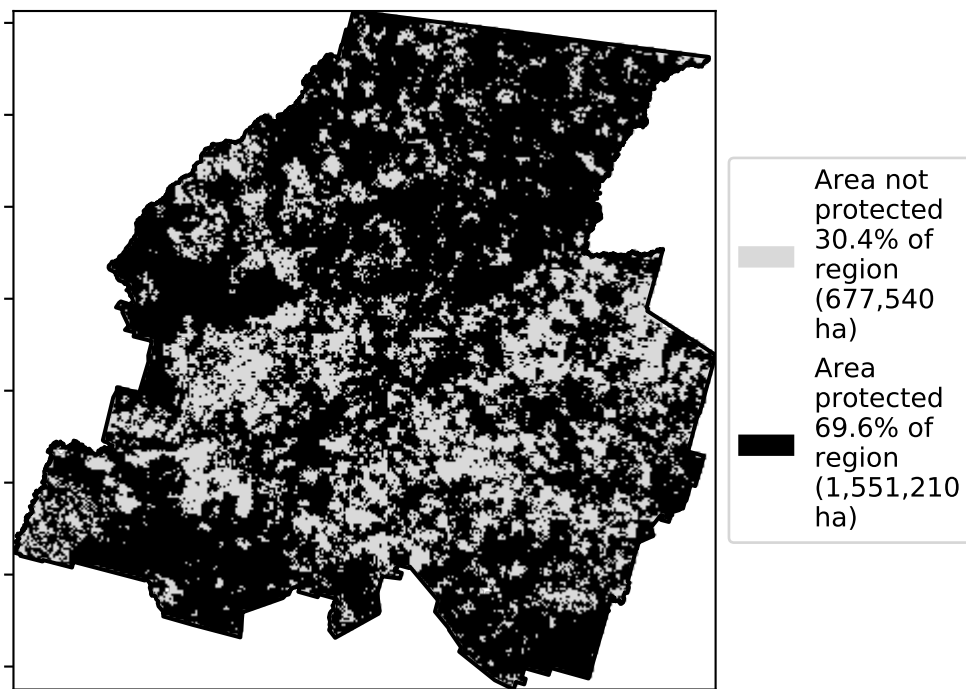 Area not
protected
30.4% of
region
(677,540
ha)
Area
protected
69.6% of
region
(1,551,210
ha)